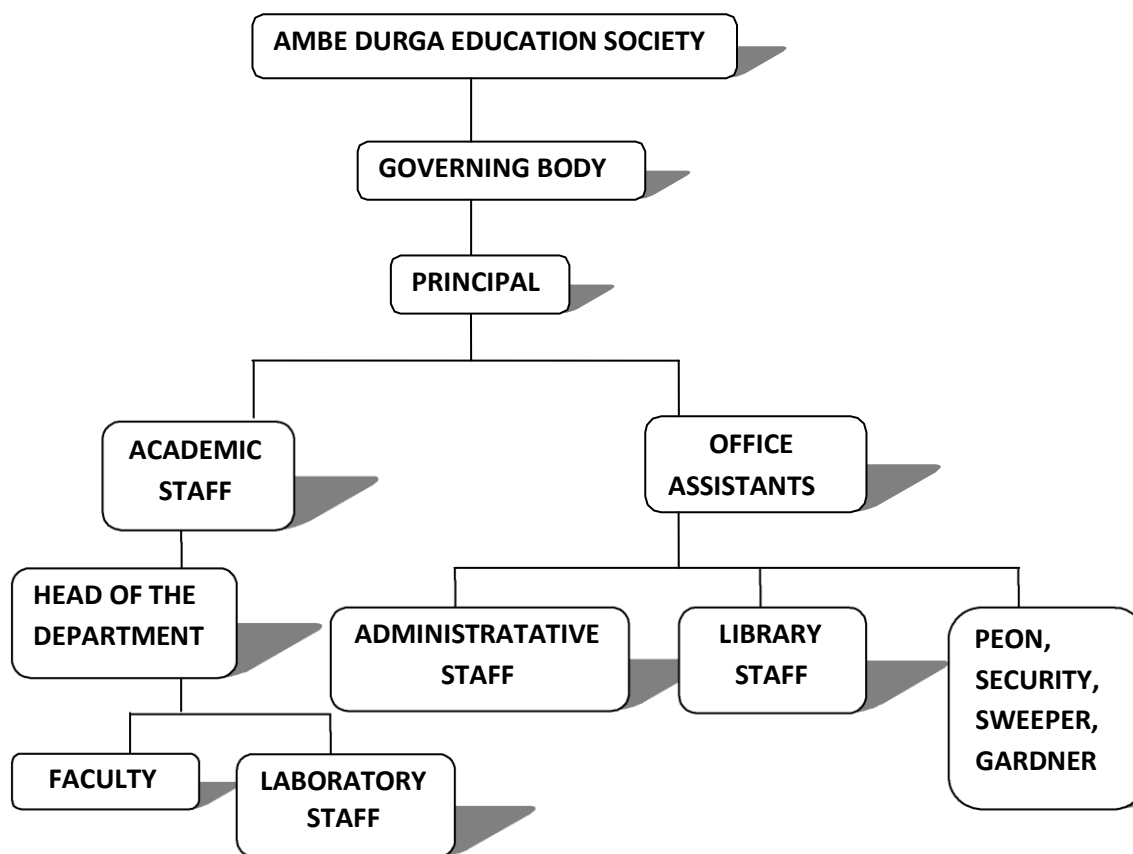 AMBE DURGA EDUCATION SOCIETY
GOVERNING BODY
PRINCIPAL
ACADEMIC
STAFF
OFFICE
ASSISTANTS
HEAD OF THE
DEPARTMENT
ADMINISTRATATIVE
STAFF
LIBRARY
STAFF
PEON,
SECURITY,
SWEEPER,
GARDNER
FACULTY
LABORATORY
STAFF